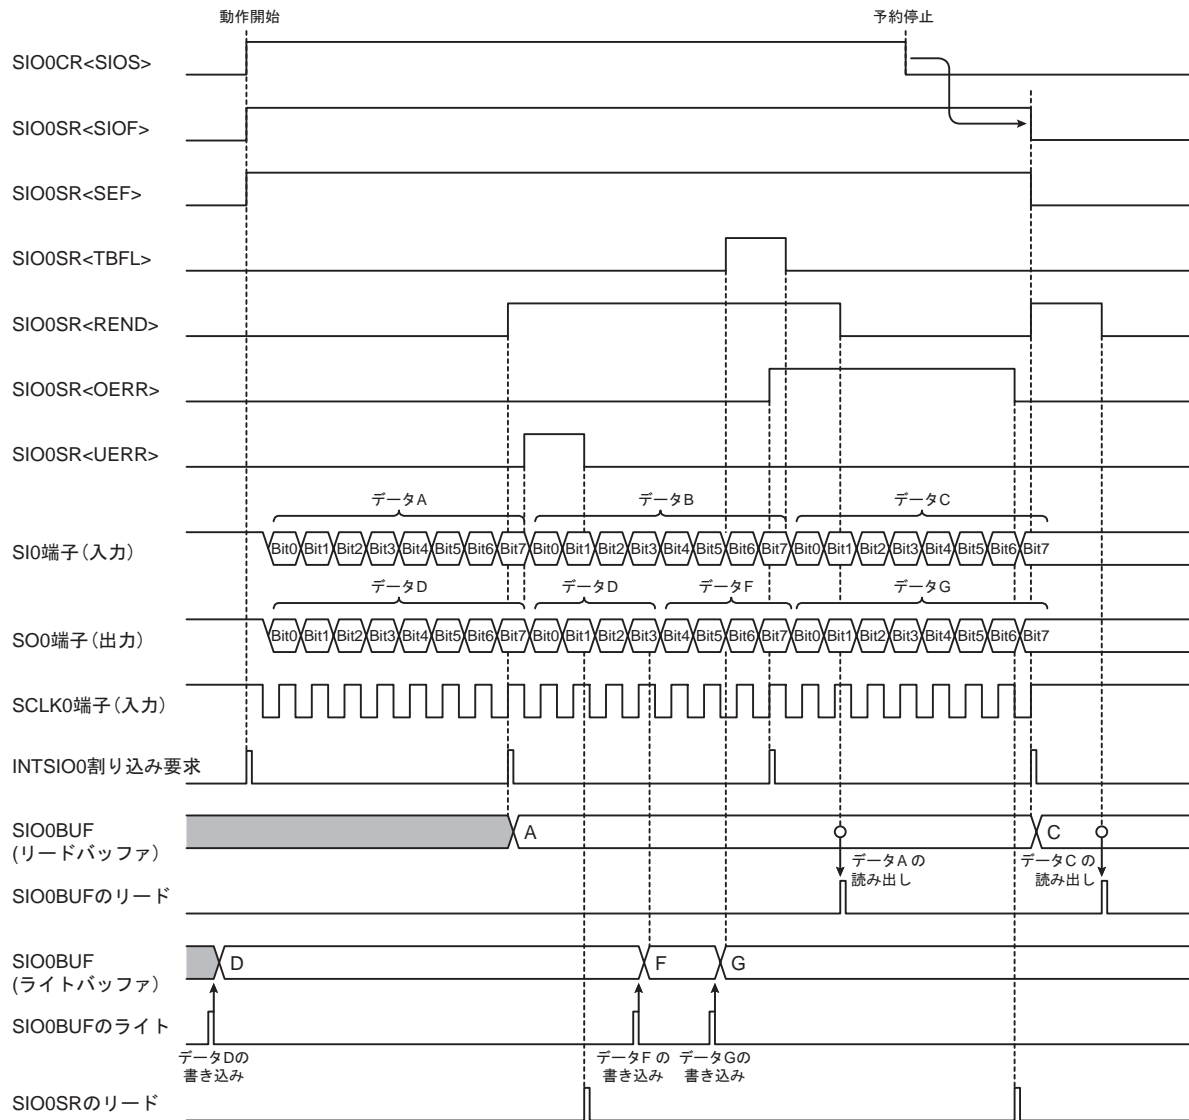 動作開始
予約停止
SIO0CR<SIOS>
SIO0SR<SIOF>
SIO0SR<SEF>
SIO0SR<TBFL>
SIO0SR<REND>
SIO0SR<OERR>
SIO0SR<UERR>
データA
データB
データC
SI0端子(入力)
Bit0 Bit1 Bit2 Bit3 Bit4 Bit5 Bit6 Bit7 Bit0 Bit1 Bit2 Bit3 Bit4 Bit5 Bit6 Bit7 Bit0 Bit1 Bit2 Bit3 Bit4 Bit5 Bit6 Bit7
データD
データD
データF
データG
SO0端子(出力)
Bit0 Bit1 Bit2 Bit3 Bit4 Bit5 Bit6 Bit7 Bit0 Bit1 Bit2 Bit3 Bit4 Bit5 Bit6 Bit7 Bit0 Bit1 Bit2 Bit3 Bit4 Bit5 Bit6 Bit7
SCLK0端子(入力)
INTSIO0割り込み要求
SIO0BUF
(リードバッファ)
A
C
データA の
読み出し
データC の
読み出し
SIO0BUFのリード
SIO0BUF
(ライトバッファ)
D
F
G
SIO0BUFのライト
データDの
書き込み
データF の
書き込み
データGの
書き込み
SIO0SRのリード